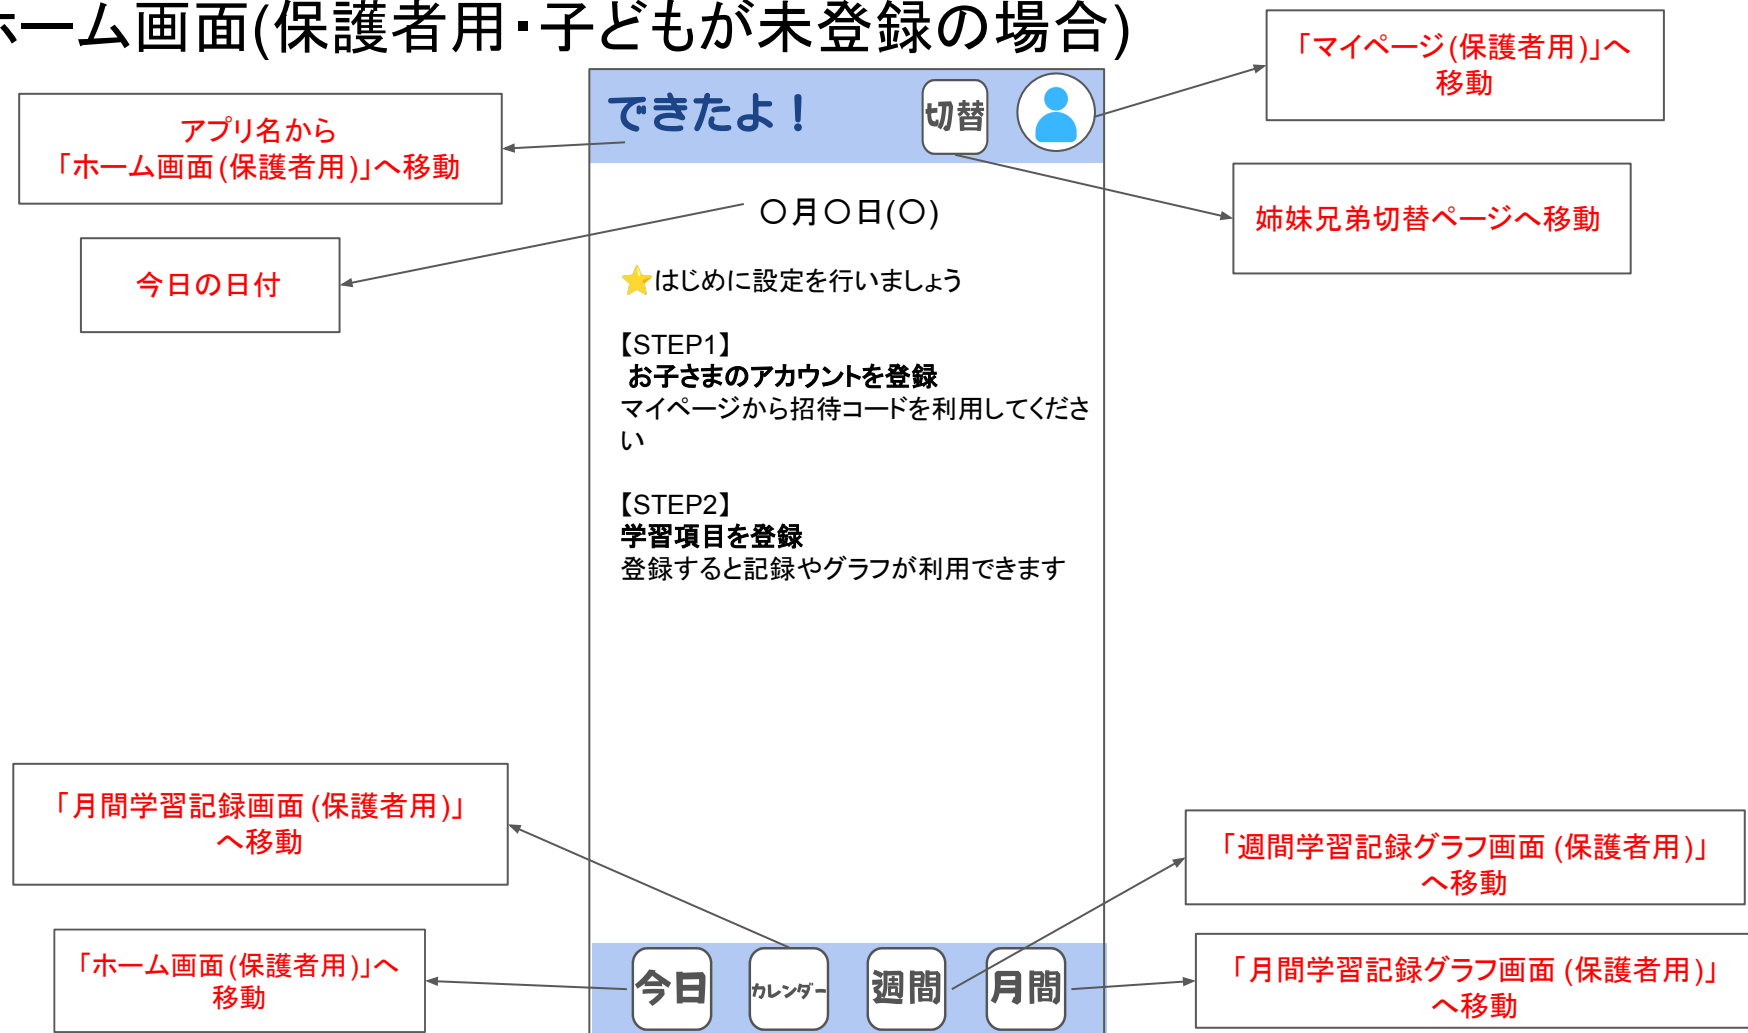 ホーム画面(保護者用・子どもが未登録の場合)
「マイページ(保護者用)」へ
移動
アプリ名から
「ホーム画面(保護者用)」へ移動
できたよ！
切替
姉妹兄弟切替ページへ移動
〇月〇日(〇)
今日の日付
⭐はじめに設定を行いましょう
【STEP1】
お子さまのアカウントを登録
マイページから招待コードを利用してくださ
い
【STEP2】
学習項目を登録
登録すると記録やグラフが利用できます
「月間学習記録画面(保護者用)」
へ移動
「週間学習記録グラフ画面(保護者用)」
へ移動
「ホーム画面(保護者用)」へ
移動
今日
カレンダー
週間
月間
「月間学習記録グラフ画面(保護者用)」
へ移動